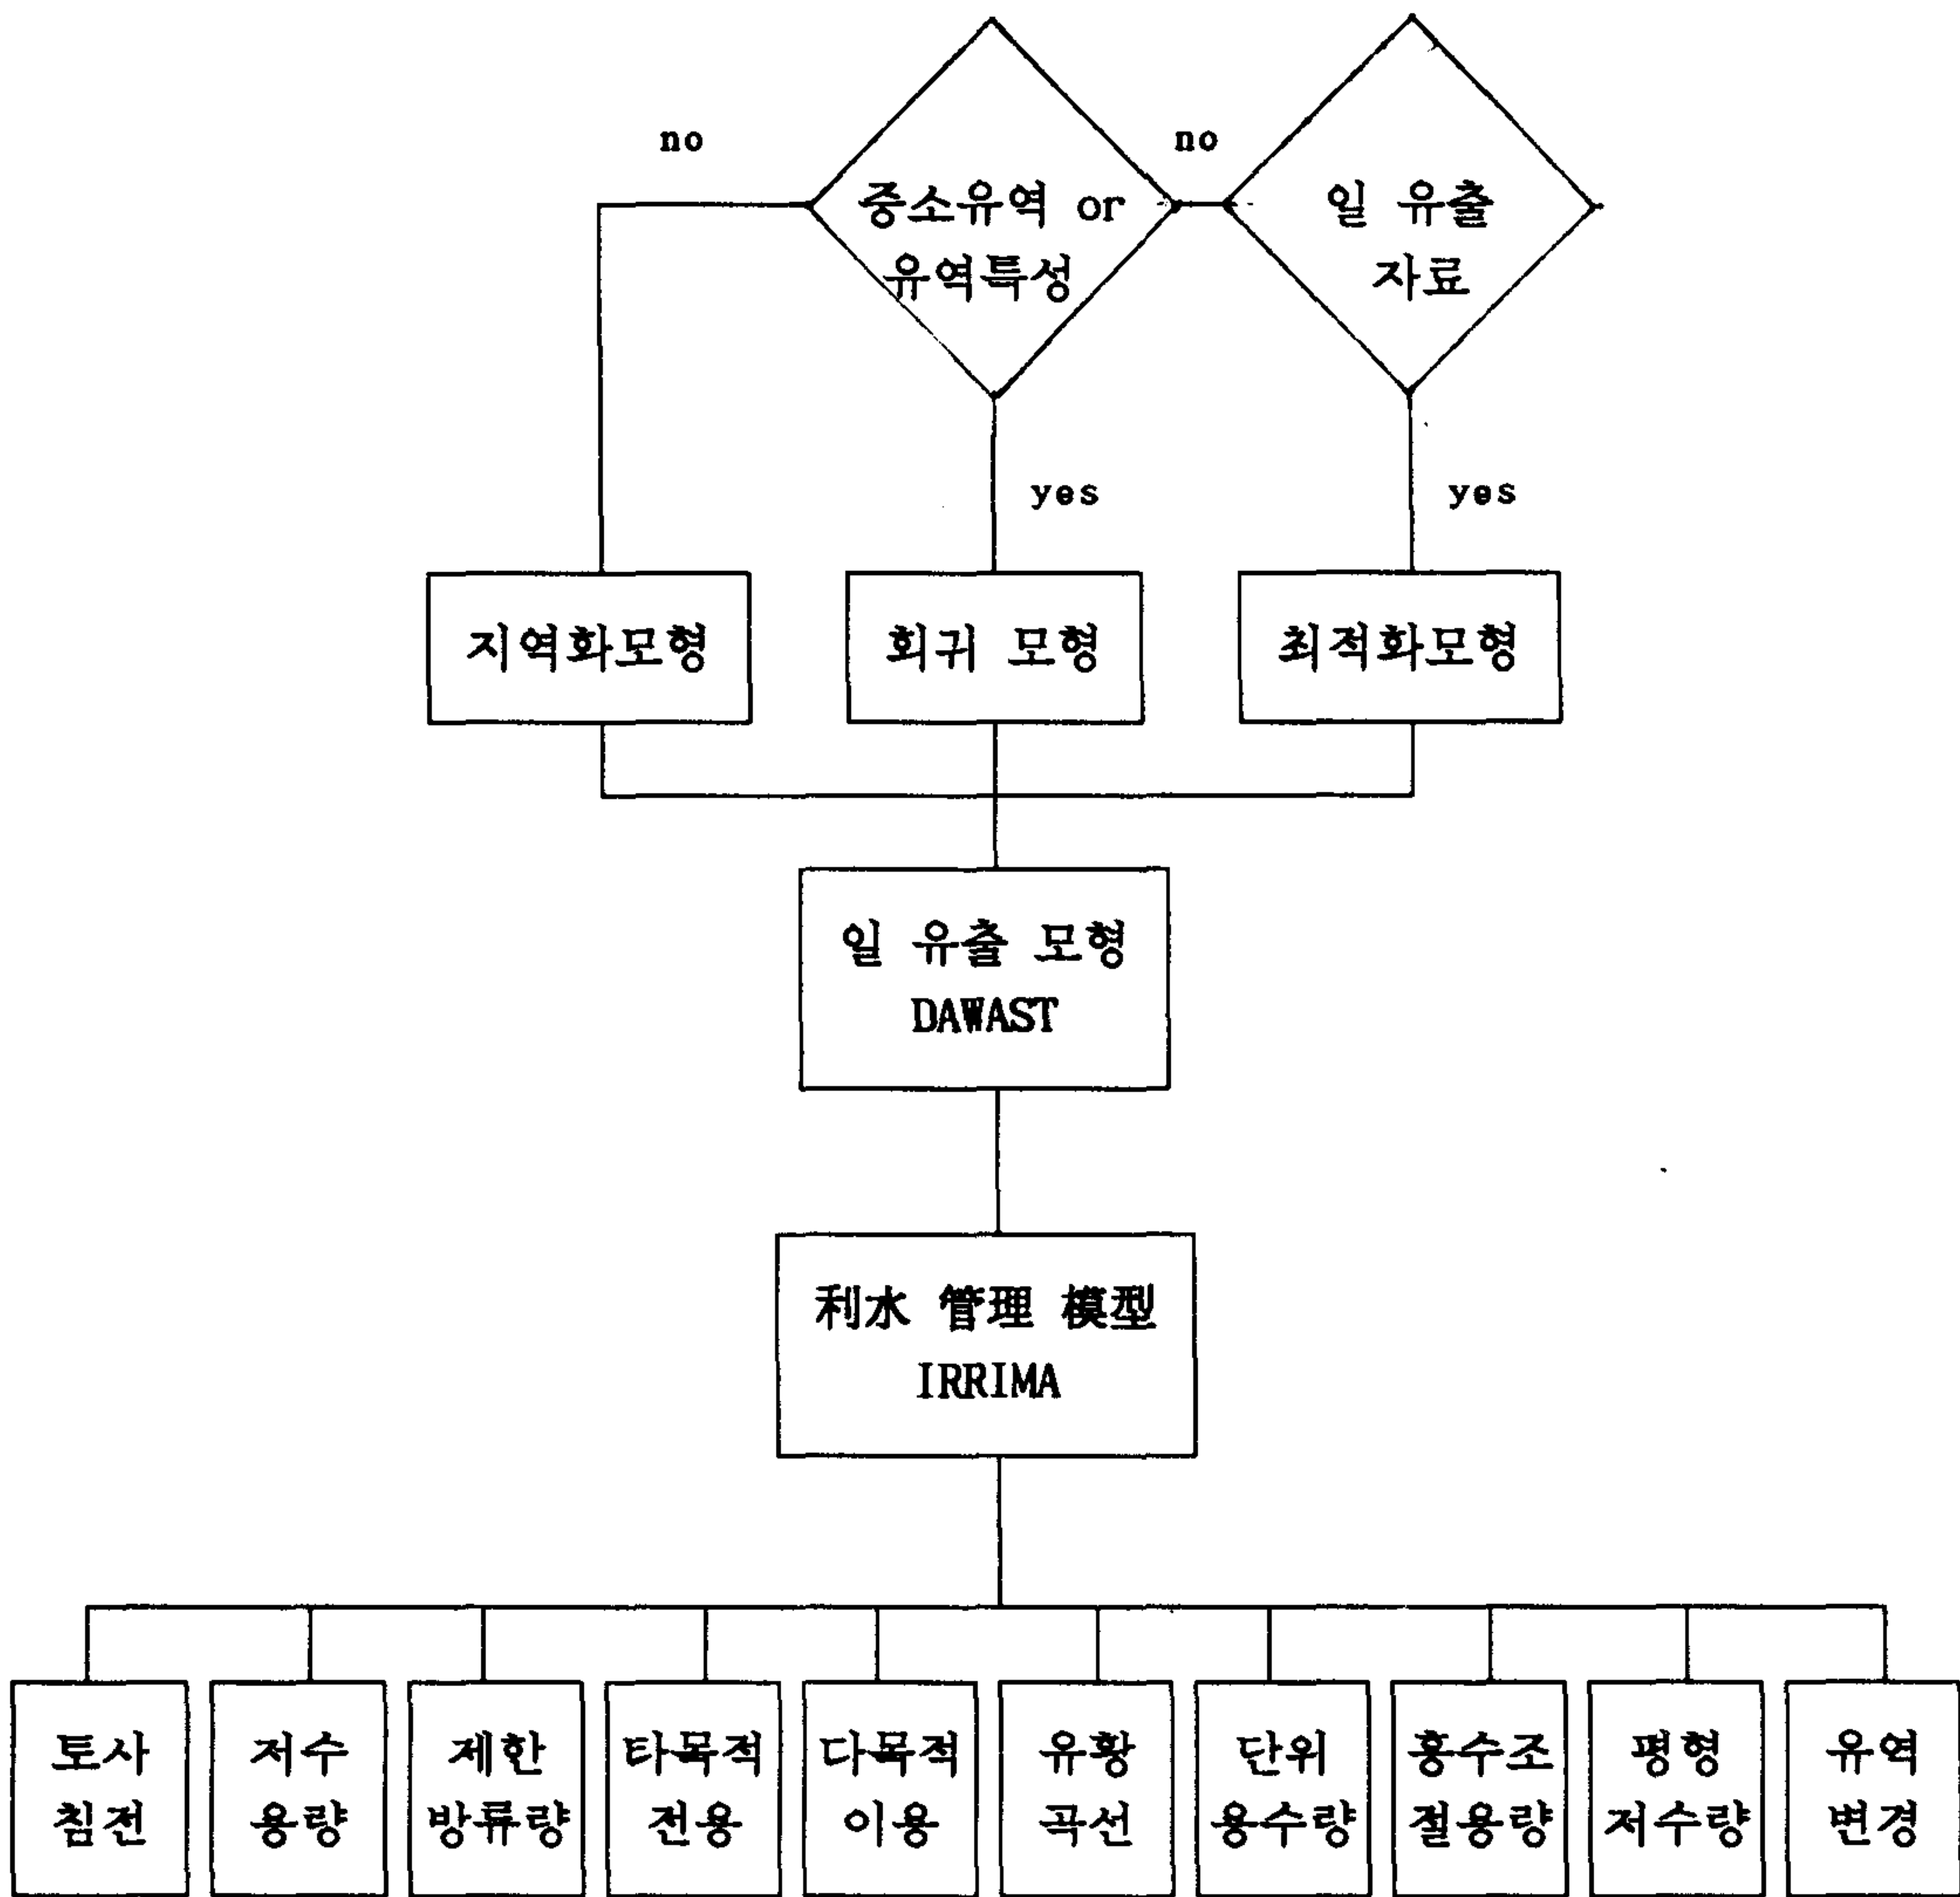 no
no
중소유역 or
유역특성
일 유출
자료
yes
yes
지역화모형
회귀 모형
최적화모형
일 유출 모형
DAWAST
利水 管理 模型
IRRIMA
토사
침전
저수
용량
제한
방류량
타목적
전용
다목적
이용
유황
곡선
단위
용수량
홍수조
절용량
평형
저수량
유역
변경